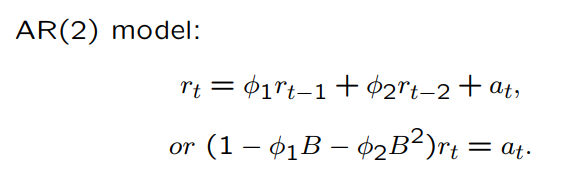 AR(2) model:
r_t = ϕ_1 r_{t−1} + ϕ_2 r_{t−2} + a_t,
or (1 − ϕ_1 B − ϕ_2 B^2) r_t = a_t.